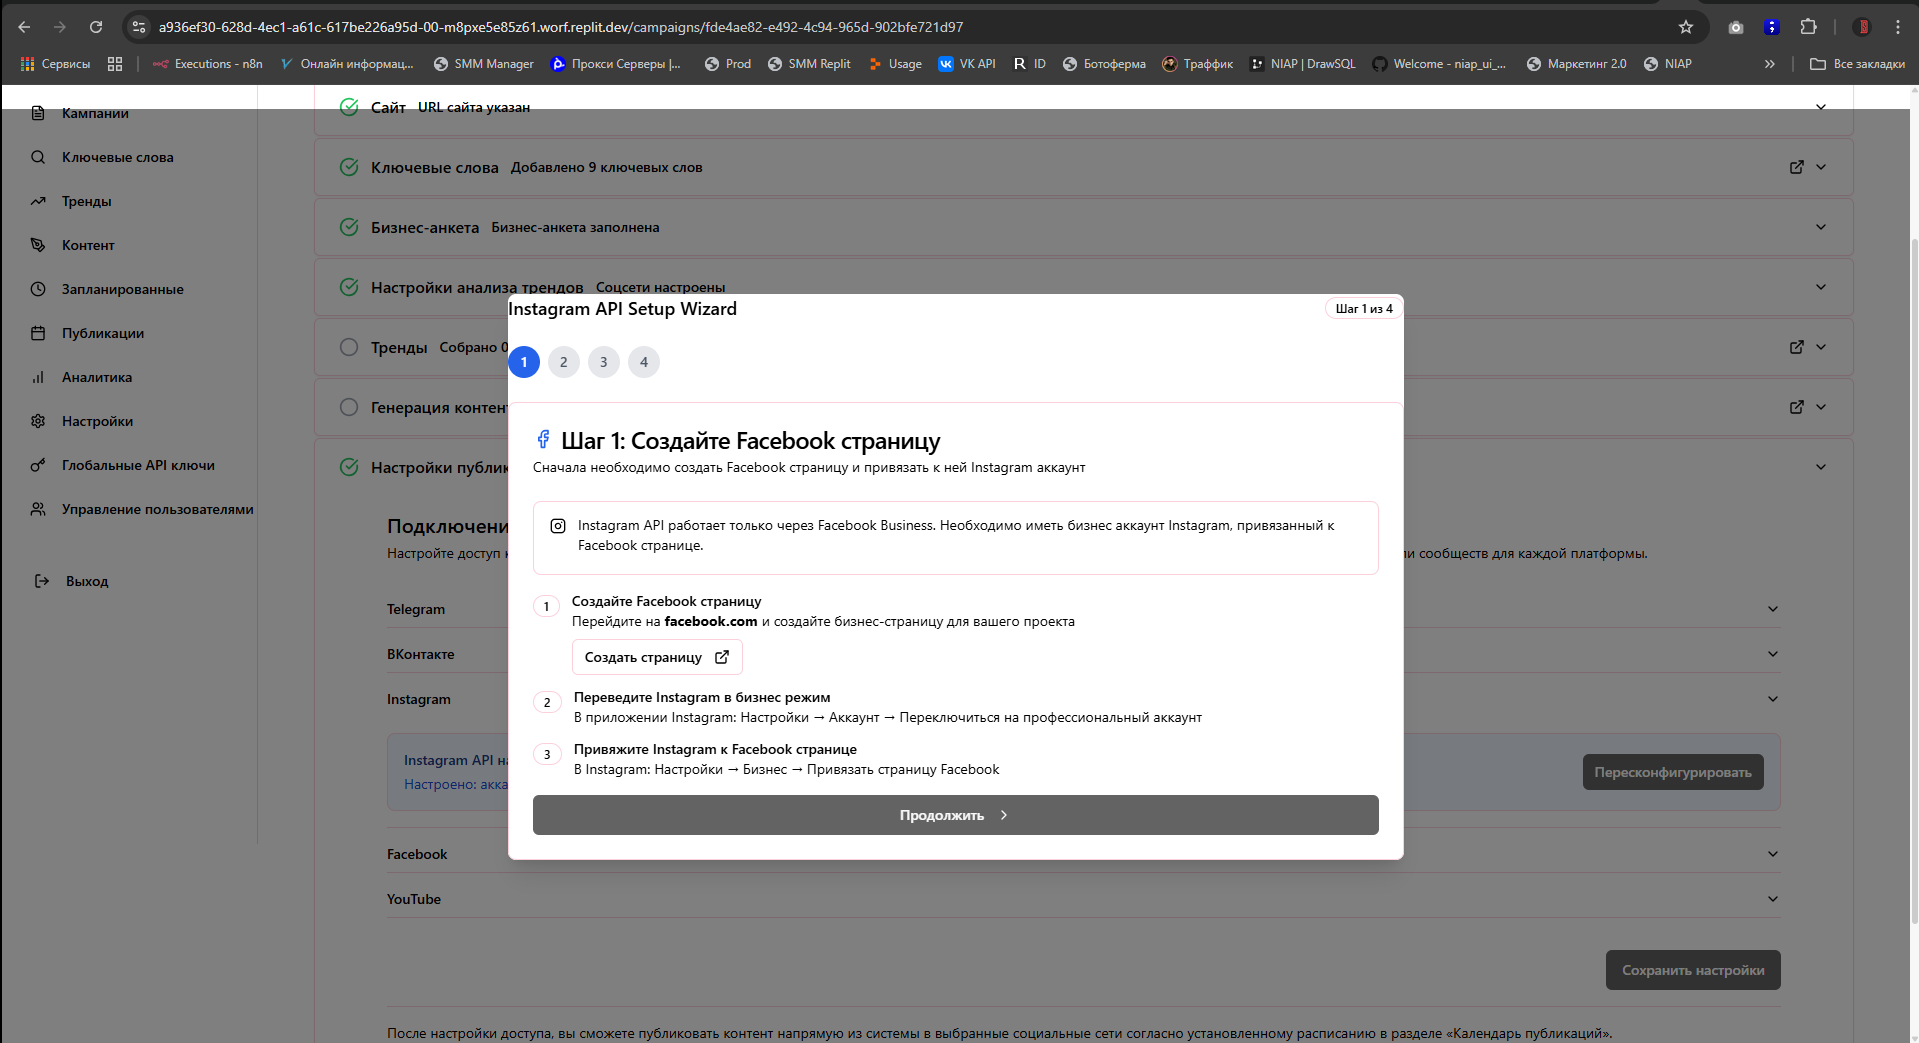 a936ef30-628d-4ec1-a61c-617be226a95d-00-m8pxe5e85z61.worf.replit.dev/campaigns/fde4ae82-e492-4c94-965d-902bfe721d97
Сервисы
Executions - n8n
Онлайн информац...
SMM Manager
Прокси Серверы |...
Prod
SMM Replit
Usage
VK API
ID
Ботоферма
Траффик
NIAP | DrawSQL
Welcome - niap_ui_...
Маркетинг 2.0
NIAP
Все закладки
Кампании
Ключевые слова
Тренды
Контент
Запланированные
Публикации
Аналитика
Настройки
Глобальные API ключи
Управление пользователями
Выход
Сайт URL сайта указан
Ключевые слова Добавлено 9 ключевых слов
Бизнес-анкета Бизнес-анкета заполнена
Настройки анализа трендов Соцсети настроены
Тренды Собрано 0
Генерация контен
Настройки публик
Подключени
Настройте доступ к
ли сообществ для каждой платформы.
Telegram
ВКонтакте
Instagram
Instagram API на
Настроено: акка
Пересконфигурировать
Facebook
YouTube
Сохранить настройки
После настройки доступа, вы сможете публиковать контент напрямую из системы в выбранные социальные сети согласно установленному расписанию в разделе «Календарь публикаций».
Instagram API Setup Wizard
Шаг 1 из 4
1 2 3 4
Шаг 1: Создайте Facebook страницу
Сначала необходимо создать Facebook страницу и привязать к ней Instagram аккаунт
Instagram API работает только через Facebook Business. Необходимо иметь бизнес аккаунт Instagram, привязанный к
Facebook странице.
1 Создайте Facebook страницу
Перейдите на facebook.com и создайте бизнес-страницу для вашего проекта
Создать страницу
2 Переведите Instagram в бизнес режим
В приложении Instagram: Настройки → Аккаунт → Переключиться на профессиональный аккаунт
3 Привяжите Instagram к Facebook странице
В Instagram: Настройки → Бизнес → Привязать страницу Facebook
Продолжить